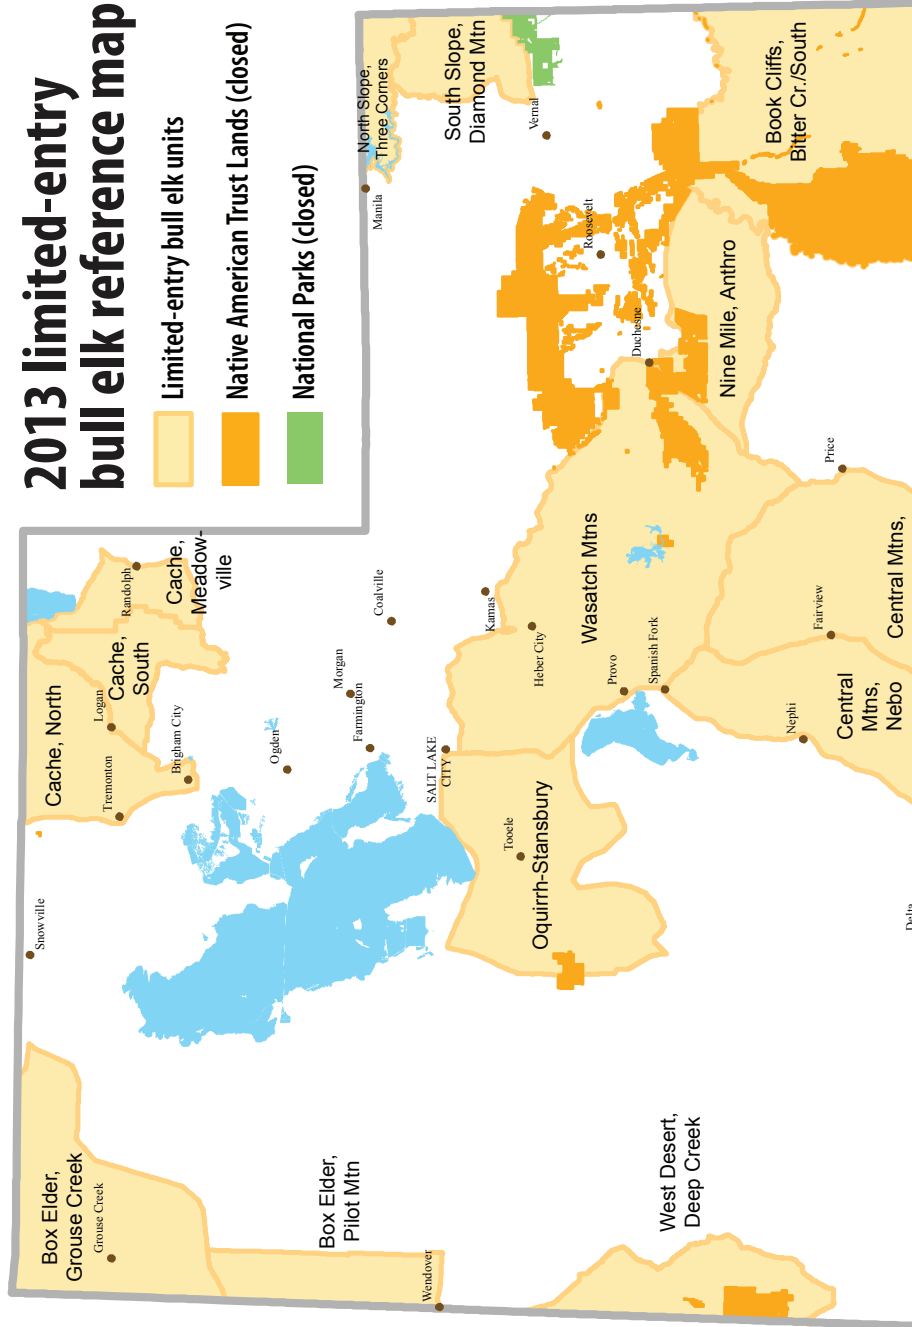 2013 limited-entry
bull elk reference map
Limited-entry bull elk units
Native American Trust Lands (closed)
National Parks (closed)
Snowville
Cache, North
Tremonton
Logan
Brigham City
Cache,
South
Randolph
Cache,
Meadow-
ville
Box Elder,
Grouse Creek
Grouse Creek
Box Elder,
Pilot Mtn
Wendover
Ogden
Morgan
Farmington
Coalville
SALT LAKE
CITY
Kamas
Tooele
Oquirrh-Stansbury
Heber City
Wasatch Mtns
Provo
Spanish Fork
West Desert,
Deep Creek
Nephi
Central
Mtns,
Nebo
Fairview
Central Mtns,
Price
Manila
North Slope,
Three Corners
South Slope,
Diamond Mtn
Vernal
Roosevelt
Duchesne
Nine Mile, Anthro
Book Cliffs,
Bitter Cr./South
Delta